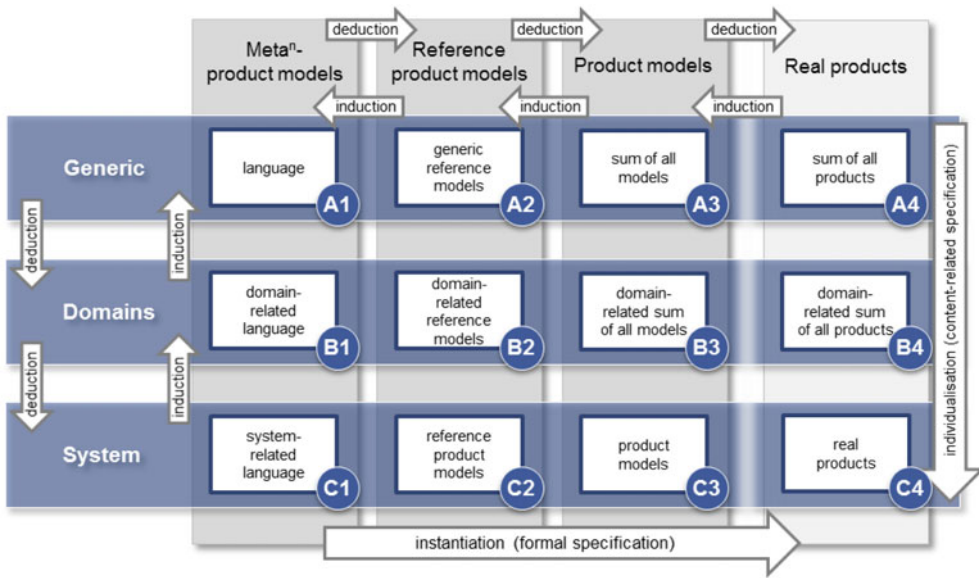 deduction
deduction
deduction
Metaⁿ-
product models
Reference
product models
Product models
Real products
induction
induction
induction
Generic
language
A1
generic
reference
models
A2
sum of all
models
A3
sum of all
products
A4
deduction
induction
Domains
domain-
related
language
B1
domain-
related
reference
models
B2
domain-
related sum
of all models
B3
domain-
related sum
of all products
B4
deduction
induction
System
system-
related
language
C1
reference
product
models
C2
product
models
C3
real
products
C4
individualisation (content-related specification)
instantiation (formal specification)